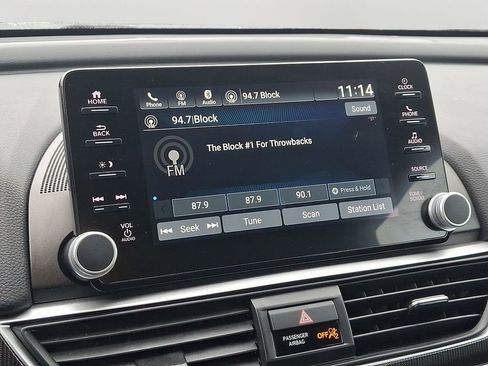 HOME
BACK
VOL
AUDIO
Phone FM Audio 94.7 Block 11:14
94.7|Block Sound
The Block #1 For Throwbacks
FM
87.9 87.9 90.1 Press & Hold
Seek Tune Scan Station List
CLOCK
PHONE
AUDIO
SOURCE
TUNE/
SCROLL
PASSENGER
AIRBAG
OFF